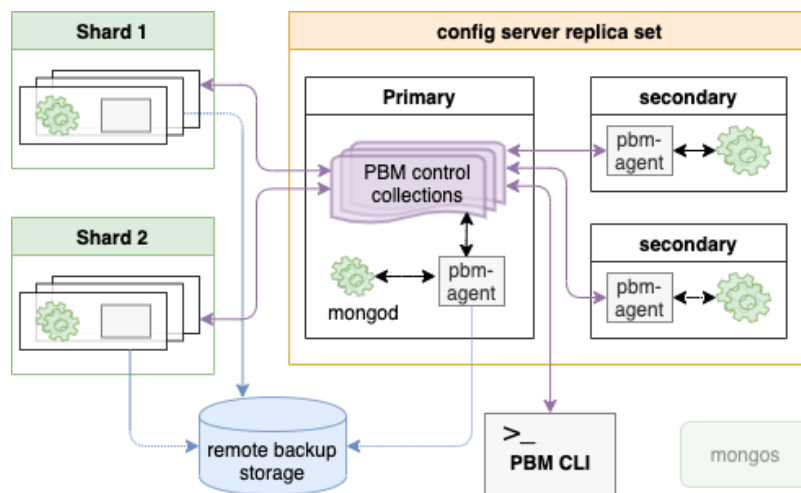 Shard 1
config server replica set
Primary
secondary
PBM control
collections
pbm-
agent
Shard 2
secondary
mongod
pbm-
agent
pbm-
agent
remote backup
storage
>_
PBM CLI
mongos